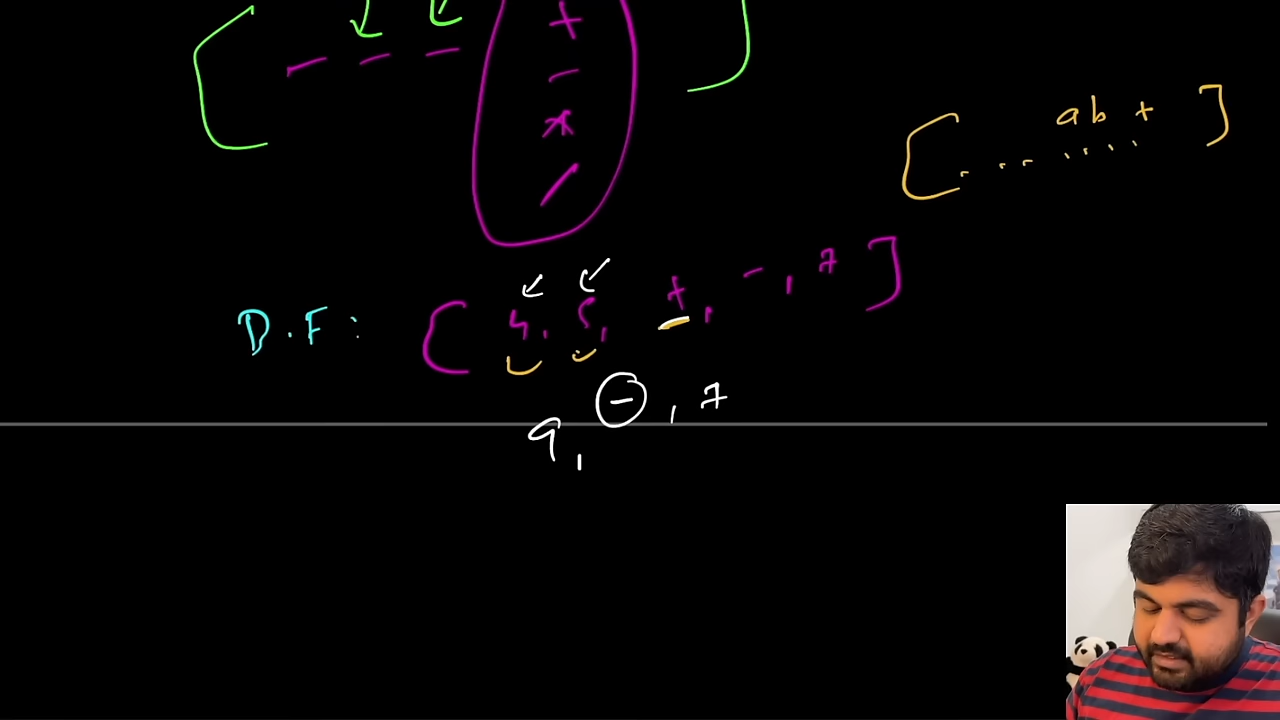 [ _ _ _ + - * / ]
[ ... ab + ]
D.F: [ 4, 5, +, -, 7 ]
9, -, 7